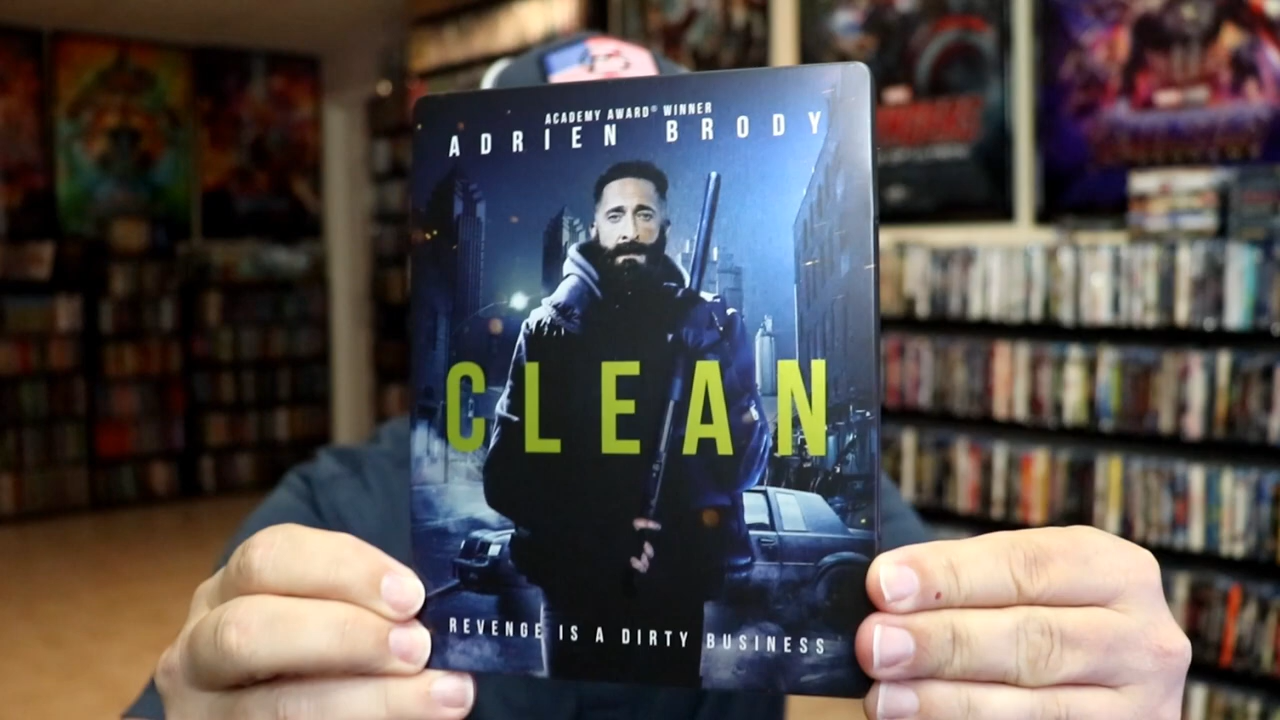 ACADEMY AWARD® WINNER
ADRIEN BRODY
CLEAN
REVENGE IS A DIRTY BUSINESS